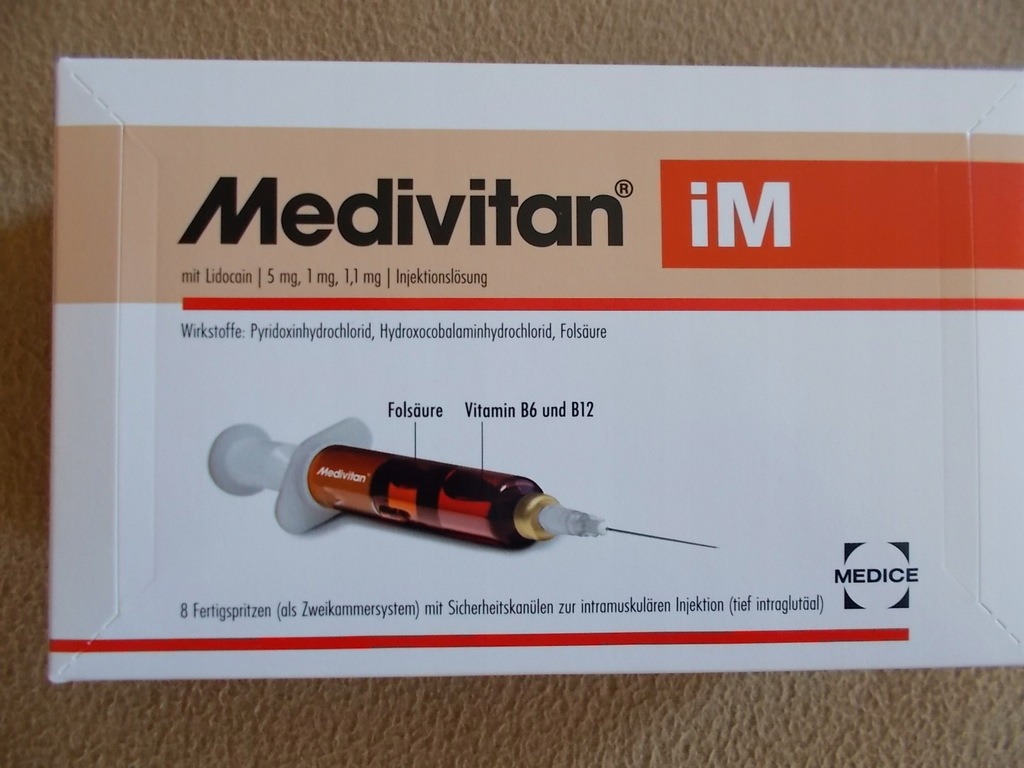 Medivitan® iM
mit Lidocain | 5 mg, 1 mg, 1,1 mg | Injektionslösung
Wirkstoffe: Pyridoxinhydrochlorid, Hydroxocobalaminhydrochlorid, Folsäure
Folsäure Vitamin B6 und B12
Medivitan®
MEDICE
8 Fertigspritzen (als Zweikammersystem) mit Sicherheitskanülen zur intramuskulären Injektion (tief intraglutäal)